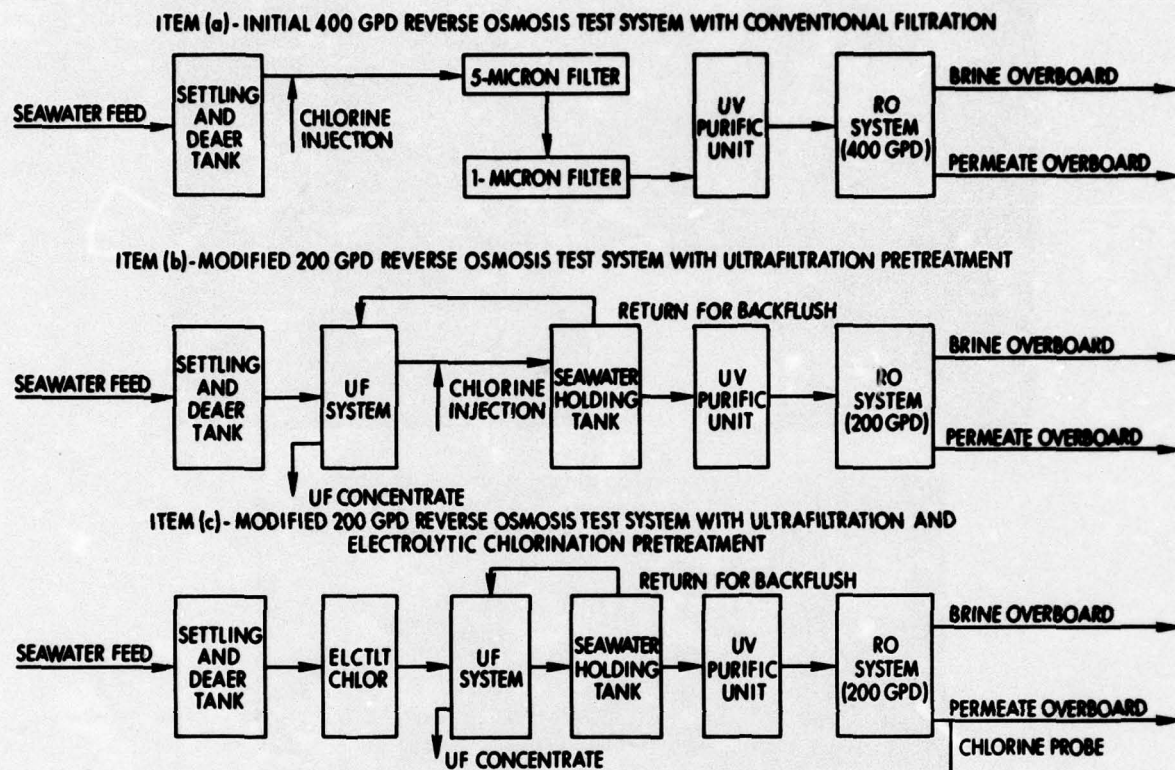 ITEM (a)- INITIAL 400 GPD REVERSE OSMOSIS TEST SYSTEM WITH CONVENTIONAL FILTRATION
SEAWATER FEED
SETTLING
AND
DEAER
TANK
CHLORINE
INJECTION
5-MICRON FILTER
1- MICRON FILTER
UV
PURIFIC
UNIT
RO
SYSTEM
(400 GPD)
BRINE OVERBOARD
PERMEATE OVERBOARD
ITEM (b)-MODIFIED 200 GPD REVERSE OSMOSIS TEST SYSTEM WITH ULTRAFILTRATION PRETREATMENT
SEAWATER FEED
SETTLING
AND
DEAER
TANK
UF
SYSTEM
UF CONCENTRATE
CHLORINE
INJECTION
RETURN FOR BACKFLUSH
SEAWATER
HOLDING
TANK
UV
PURIFIC
UNIT
RO
SYSTEM
(200 GPD)
BRINE OVERBOARD
PERMEATE OVERBOARD
ITEM (c)- MODIFIED 200 GPD REVERSE OSMOSIS TEST SYSTEM WITH ULTRAFILTRATION AND
ELECTROLYTIC CHLORINATION PRETREATMENT
SEAWATER FEED
SETTLING
AND
DEAER
TANK
ELCTLT
CHLOR
UF
SYSTEM
UF CONCENTRATE
RETURN FOR BACKFLUSH
SEAWATER
HOLDING
TANK
UV
PURIFIC
UNIT
RO
SYSTEM
(200 GPD)
BRINE OVERBOARD
PERMEATE OVERBOARD
CHLORINE PROBE